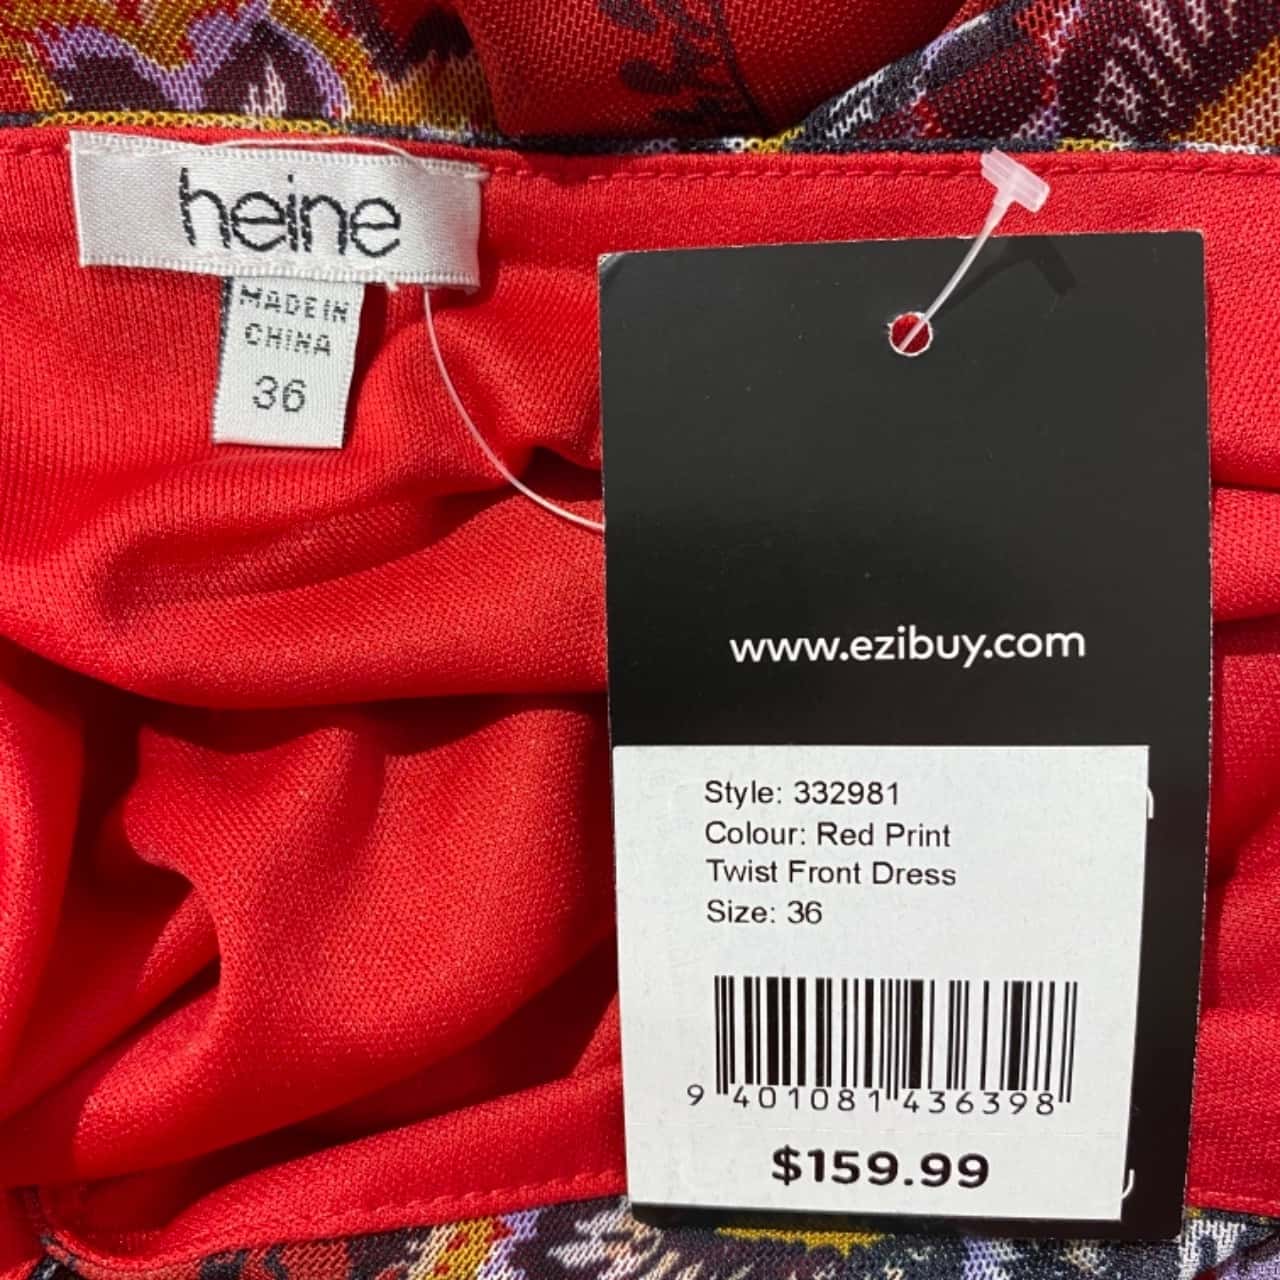 heine
MADE IN
CHINA
36
www.ezibuy.com
Style: 332981
Colour: Red Print
Twist Front Dress
Size: 36
9 401081 436398
$159.99